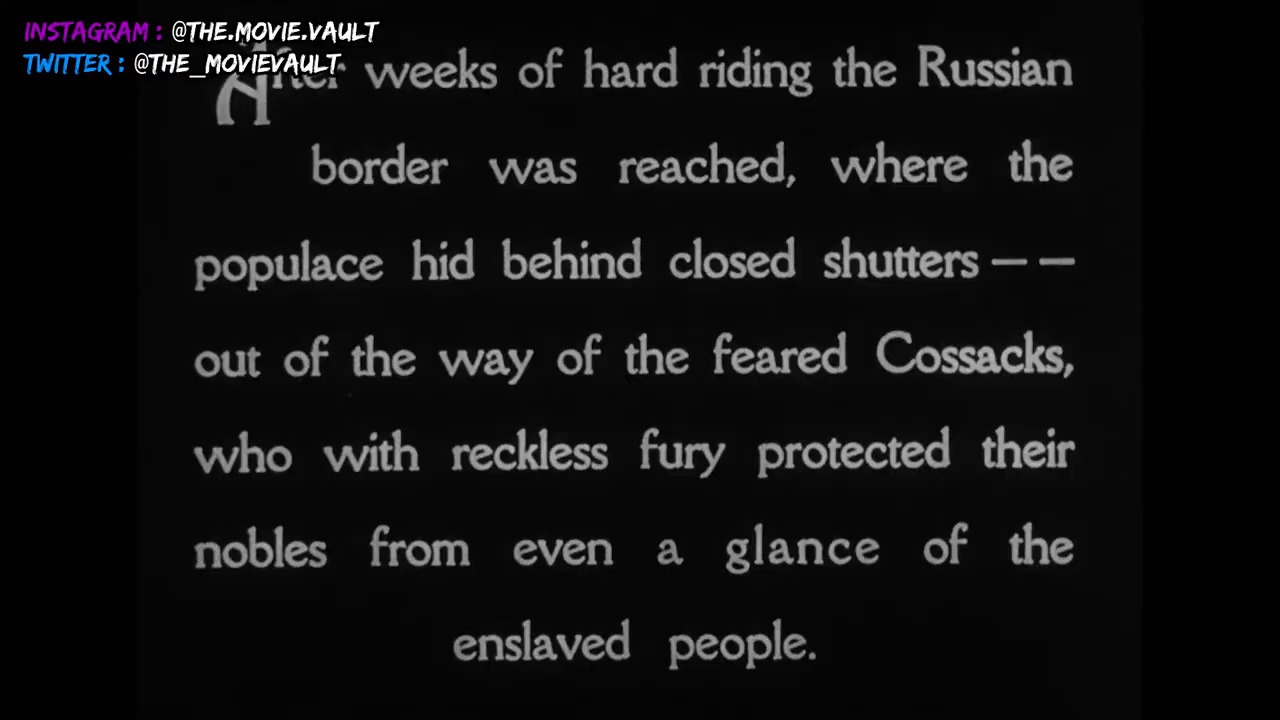 INSTAGRAM : @THE.MOVIE.VAULT
TWITTER : @THE_MOVIEVAULT
After weeks of hard riding the Russian
border was reached, where the
populace hid behind closed shutters — —
out of the way of the feared Cossacks,
who with reckless fury protected their
nobles from even a glance of the
enslaved people.